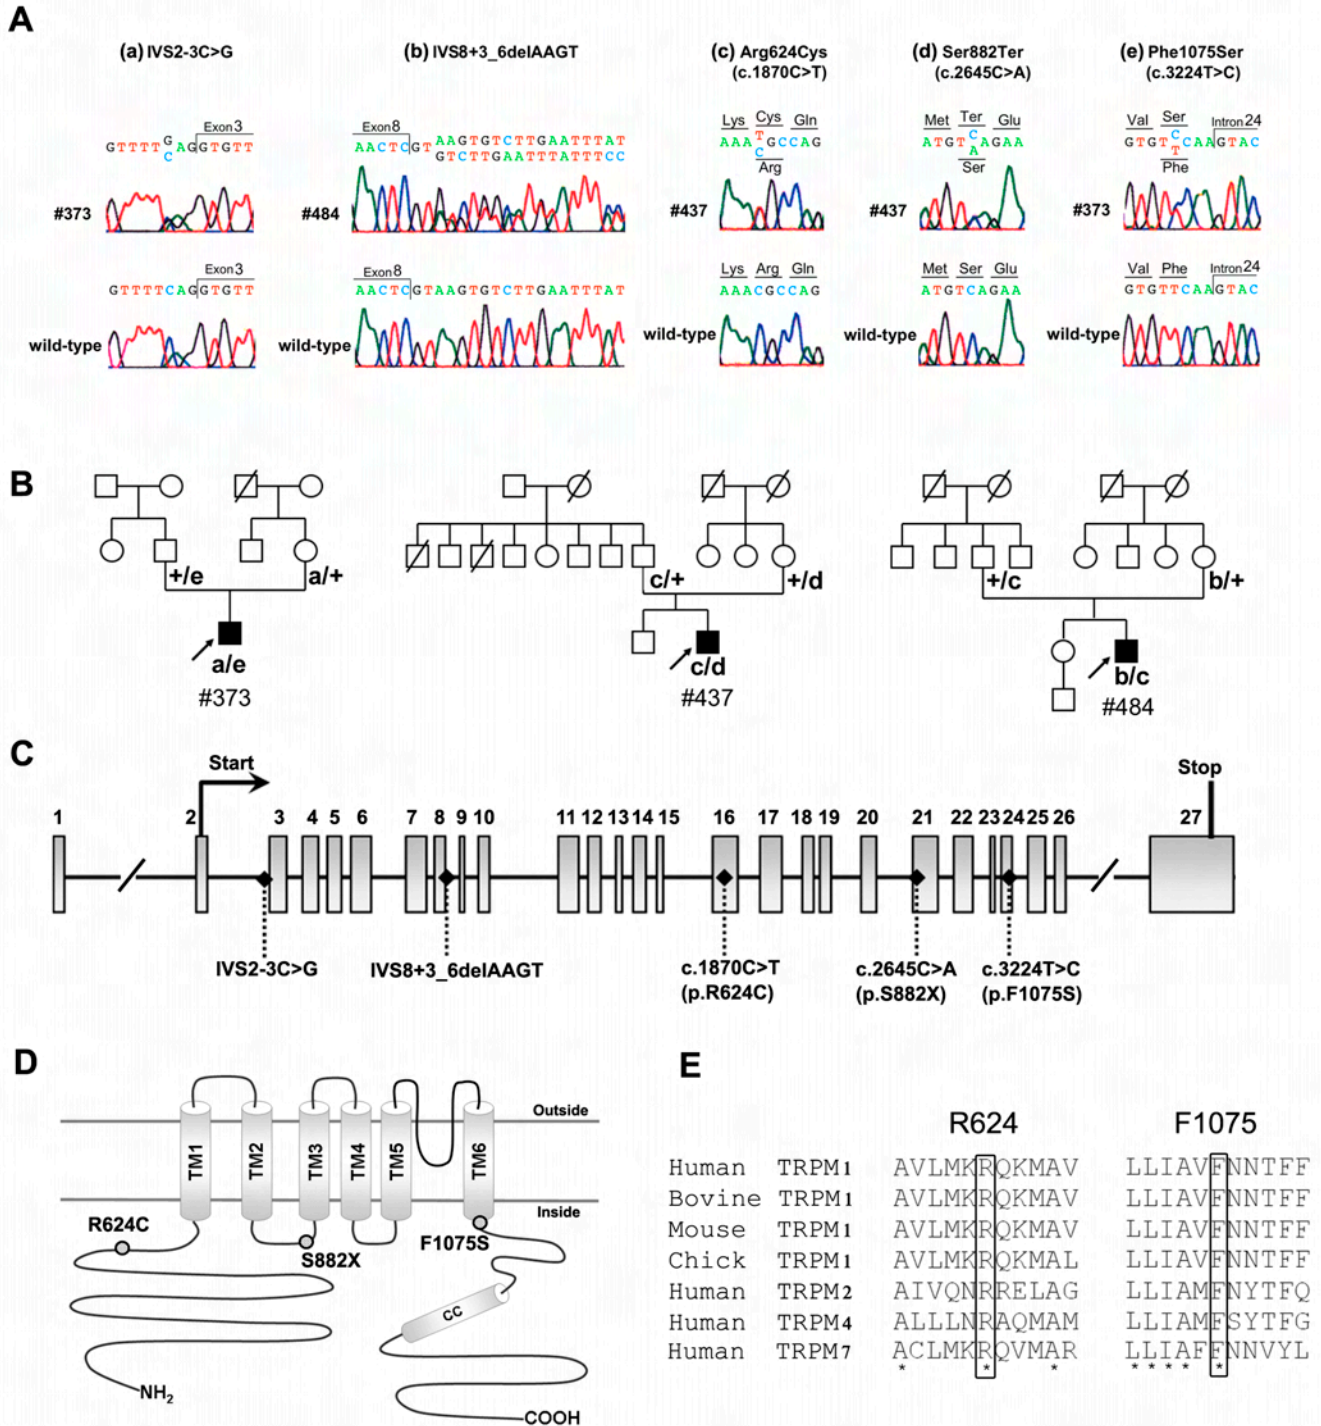 A
(a) IVS2-3C>G
(b) IVS8+3_6delAAGT
(c) Arg624Cys
(c.1870C>T)
(d) Ser882Ter
(c.2645C>A)
(e) Phe1075Ser
(c.3224T>C)
Exon3
GTTTTGAGGTGTT
C
#373
Exon8
AACTCGTAAGTGTCTTGAATTTAT
GTCTTGAATTTATTTCC
#484
Lys Cys Gln
AAATGCCAG
C
Arg
#437
Met Ter Glu
ATGTCAGAA
A
Ser
#437
Val Ser Intron24
GTGTCCAAGTAC
T
Phe
#373
Exon3
GTTTTCAGGTGTT
wild-type
Exon8
AACTCGTAAGTGTCTTGAATTTAT
wild-type
Lys Arg Gln
AAACGCCAG
wild-type
Met Ser Glu
ATGTCAGAA
wild-type
Val Phe Intron24
GTGTTCAAGTAC
wild-type
B
+/e a/+
a/e
#373
c/+ +/d
c/d
#437
+/c b/+
b/c
#484
C
Start
Stop
1 2 3 4 5 6 7 8 9 10 11 12 13 14 15 16 17 18 19 20 21 22 23 24 25 26 27
IVS2-3C>G
IVS8+3_6delAAGT
c.1870C>T
(p.R624C)
c.2645C>A
(p.S882X)
c.3224T>C
(p.F1075S)
D
Outside
TM1 TM2 TM3 TM4 TM5 TM6
Inside
R624C
S882X
F1075S
CC
NH2
COOH
E
R624 F1075
Human TRPM1 AVLMKRQKMAV LLIAVFNNTFF
Bovine TRPM1 AVLMKRQKMAV LLIAVFNNTFF
Mouse TRPM1 AVLMKRQKMAV LLIAVFNNTFF
Chick TRPM1 AVLMKRQKMAL LLIAVFNNTFF
Human TRPM2 AIVQNRRELAG LLIAMFNYTFQ
Human TRPM4 ALLLNRAQMAM LLIAMFSYTFG
Human TRPM7 ACLMKRQVMAR LLIAFFNNVYL
* * * * * * * *